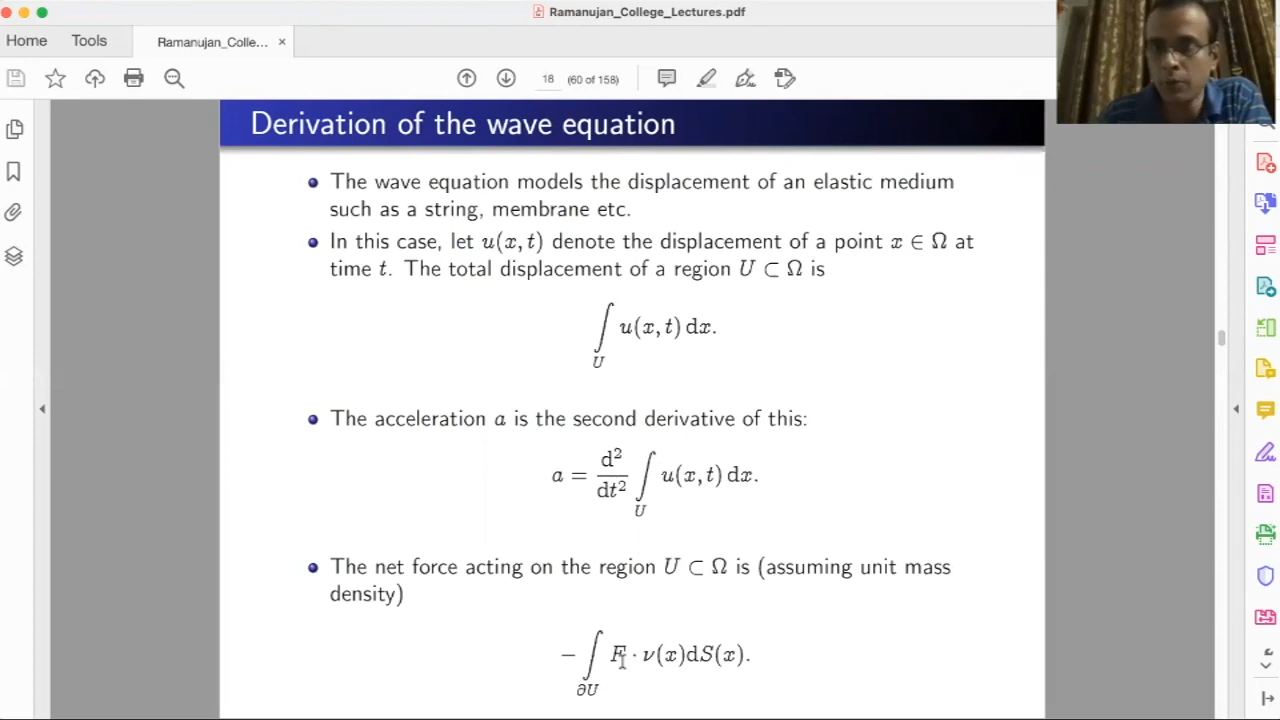 Ramanujan_College_Lectures.pdf
Home Tools Ramanujan_Colle... ×
18 (60 of 158)
Derivation of the wave equation
The wave equation models the displacement of an elastic medium
such as a string, membrane etc.
In this case, let u(x, t) denote the displacement of a point x ∈ Ω at
time t. The total displacement of a region U ⊂ Ω is
∫_U u(x, t) dx.
The acceleration a is the second derivative of this:
a = d²/dt² ∫_U u(x, t) dx.
The net force acting on the region U ⊂ Ω is (assuming unit mass
density)
− ∫_∂U F · ν(x)dS(x).